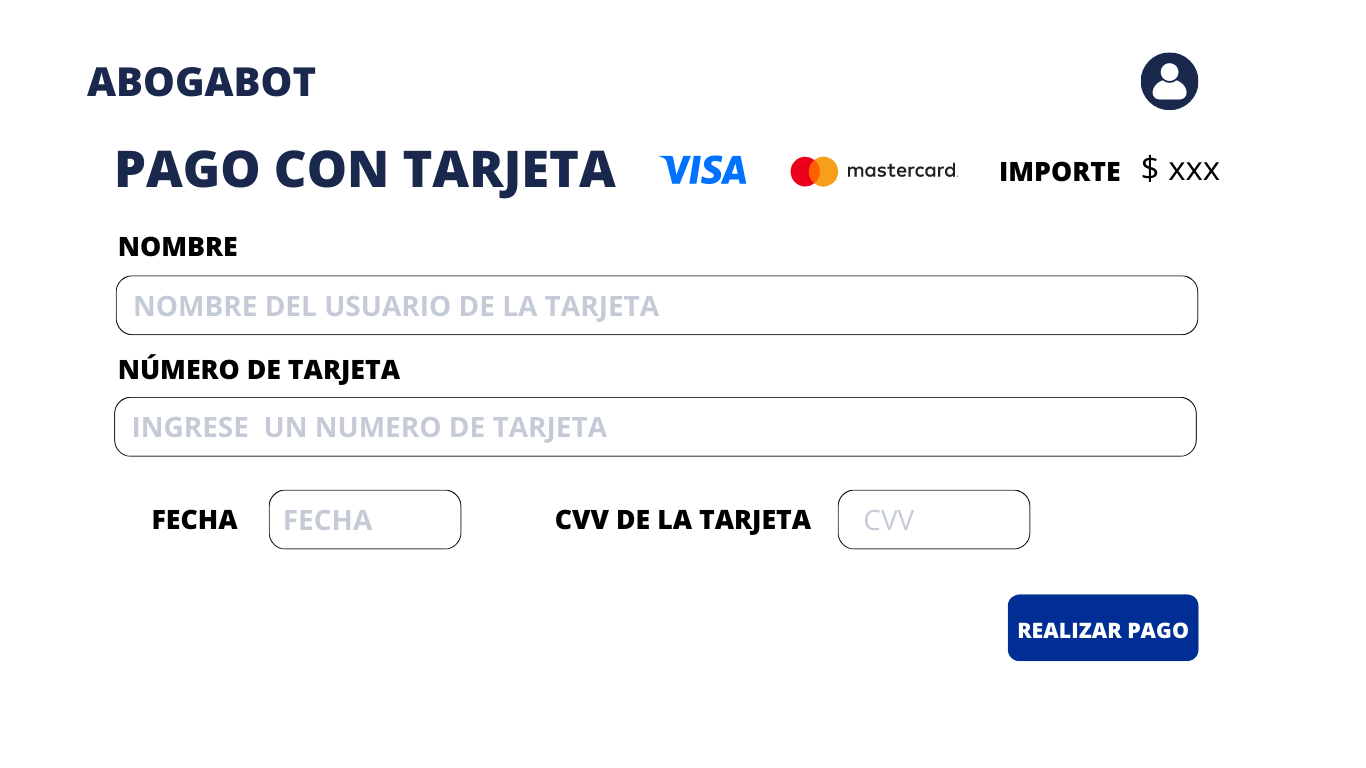 ABOGABOT
PAGO CON TARJETA VISA mastercard. IMPORTE $ xxx
NOMBRE
NOMBRE DEL USUARIO DE LA TARJETA
NÚMERO DE TARJETA
INGRESE  UN NUMERO DE TARJETA
FECHA FECHA CVV DE LA TARJETA CVV
REALIZAR PAGO